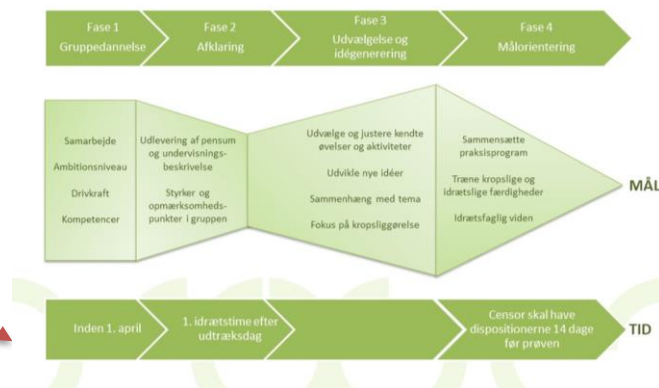 Fase 1
Gruppedannelse
Fase 2
Afklaring
Fase 3
Udvælgelse og
idégenerering
Fase 4
Målorientering
Samarbejde
Ambitionsniveau
Drivkraft
Kompetencer
Udlevering af pensum
og undervisnings-
beskrivelse
Styrker og
opmærksomheds-
punkter i gruppen
Udvælge og justere kendte
øvelser og aktiviteter
Udvikle nye idéer
Sammenhæng med tema
Fokus på kropsliggørelse
Sammensætte
praksisprogram
Træne kropslige og
idrætslige færdigheder
Idrætsfaglig viden
MÅL
Inden 1. april
1. idrætstime efter
udtræksdag
Censor skal have
dispositionerne 14 dage
før prøven
TID